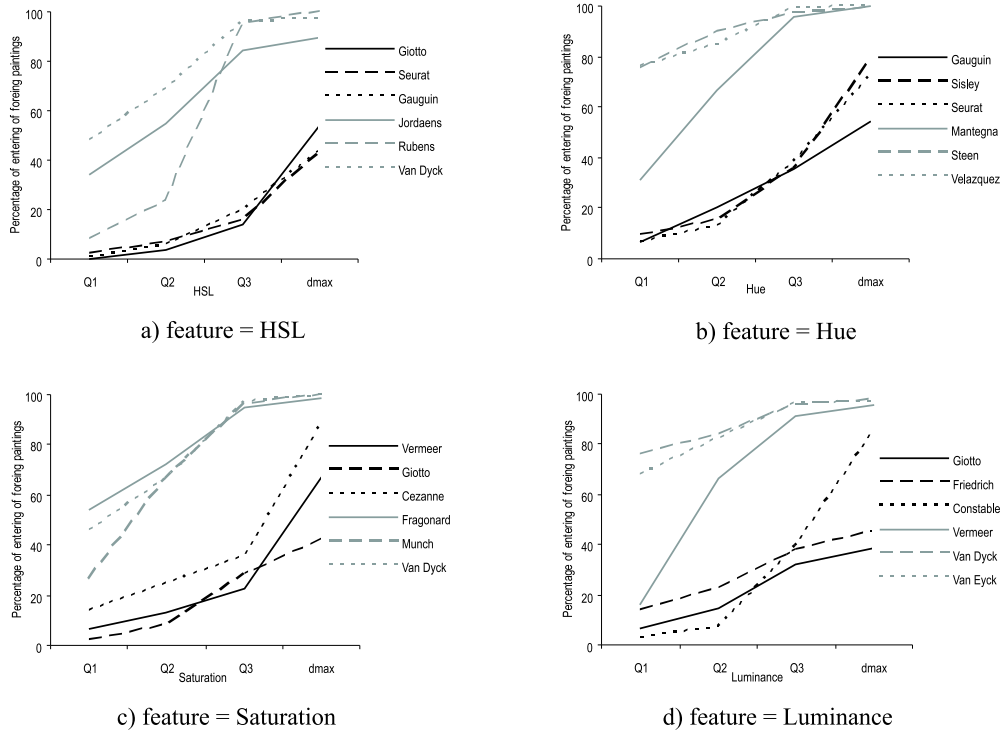 Percentage of entering of foreing paintings
100
80
60
40
20
0
Q1 Q2 Q3 dmax
HSL
Giotto
Seurat
Gauguin
Jordaens
Rubens
Van Dyck
a) feature = HSL
Percentage of entering of foreing paintings
100
80
60
40
20
0
Q1 Q2 Q3 dmax
Hue
Gauguin
Sisley
Seurat
Mantegna
Steen
Velazquez
b) feature = Hue
Percentage of entering of foreing paintings
100
80
60
40
20
0
Q1 Q2 Q3 dmax
Saturation
Vermeer
Giotto
Cezanne
Fragonard
Munch
Van Dyck
c) feature = Saturation
Percentage of entering of foreing paintings
100
80
60
40
20
0
Q1 Q2 Q3 dmax
Luminance
Giotto
Friedrich
Constable
Vermeer
Van Dyck
Van Eyck
d) feature = Luminance